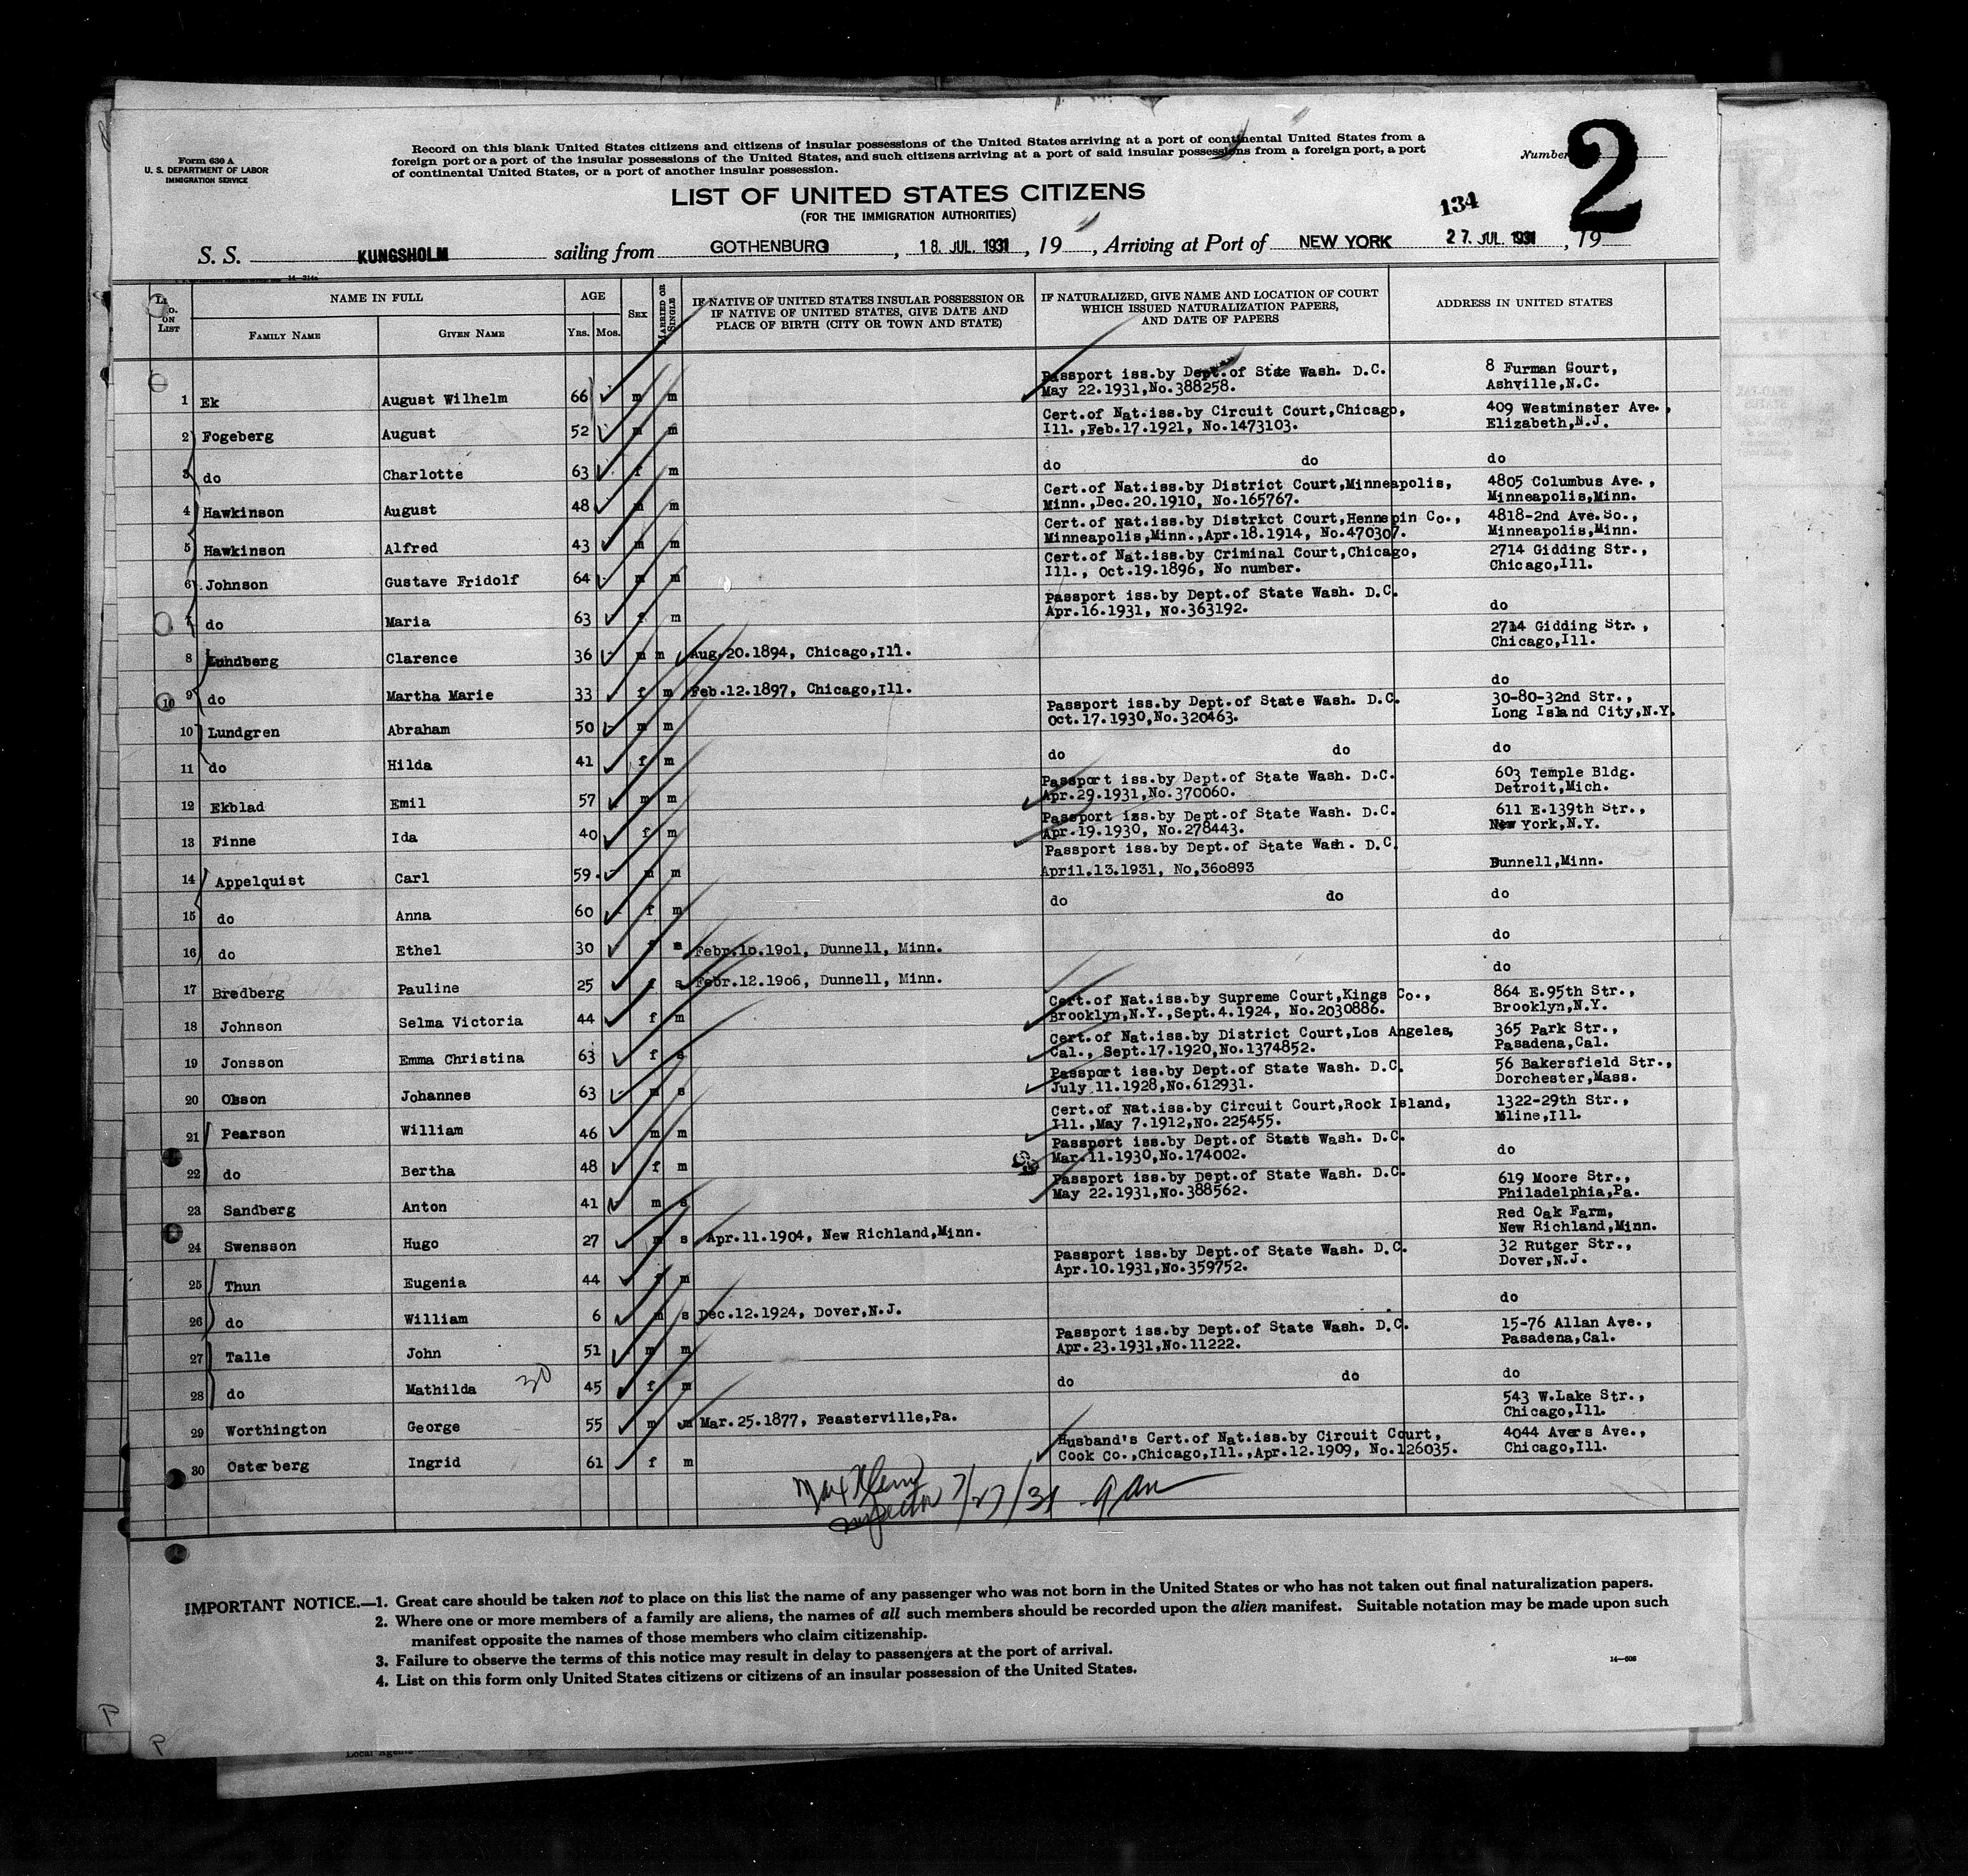 Form 630 A
U. S. DEPARTMENT OF LABOR
IMMIGRATION SERVICE
Record on this blank United States citizens and citizens of insular possessions of the United States arriving at a port of continental United States from a
foreign port or a port of the insular possessions of the United States, and such citizens arriving at a port of said insular possessions from a foreign port, a port
of continental United States, or a port of another insular possession.
Number 2
LIST OF UNITED STATES CITIZENS
(FOR THE IMMIGRATION AUTHORITIES)
134
S. S. KUNGSHOLM sailing from GOTHENBURG, 18. JUL. 1931, 19 , Arriving at Port of NEW YORK 27. JUL. 1931, 19
14—314a
No. ON LIST
NAME IN FULL
FAMILY NAME
GIVEN NAME
AGE
YRS. MOS.
SEX
MARRIED OR SINGLE
IF NATIVE OF UNITED STATES INSULAR POSSESSION OR
IF NATIVE OF UNITED STATES, GIVE DATE AND
PLACE OF BIRTH (CITY OR TOWN AND STATE)
IF NATURALIZED, GIVE NAME AND LOCATION OF COURT
WHICH ISSUED NATURALIZATION PAPERS,
AND DATE OF PAPERS
ADDRESS IN UNITED STATES
1 Ek August Wilhelm 66 m m Passport iss.by Dept.of State Wash. D.C. May 22.1931,No.388258. 8 Furman Court, Ashville,N.C.
2 Fogeberg August 52 m m Cert.of Nat.iss.by Circuit Court,Chicago, Ill.,Feb.17.1921, No.1473103. 409 Westminster Ave., Elizabeth,N.J.
3 do Charlotte 63 f m do do do
4 Hawkinson August 48 m m Cert.of Nat.iss.by District Court,Minneapolis, Minn.,Dec.20.1910, No.165767. 4805 Columbus Ave., Minneapolis,Minn.
5 Hawkinson Alfred 43 m m Cert.of Nat.iss.by District Court,Hennepin Co., Minneapolis,Minn.,Apr.18.1914, No.470307. 4818-2nd Ave.So., Minneapolis,Minn.
6 Johnson Gustave Fridolf 64 m m Cert.of Nat.iss.by Criminal Court,Chicago, Ill., Oct.19.1896, No number. 2714 Gidding Str., Chicago,Ill.
7 do Maria 63 f m Passport iss.by Dept.of State Wash. D.C. Apr.16.1931, No.363192. do
8 Lundberg Clarence 36 m m Aug.20.1894, Chicago,Ill. 2714 Gidding Str., Chicago,Ill.
9 do Martha Marie 33 f m Feb.12.1897, Chicago,Ill. do
10
10 Lundgren Abraham 50 m m Passport iss.by Dept.of State Wash. D.C. Oct.17.1930,No.320463. 30-80-32nd Str., Long Island City,N.Y.
11 do Hilda 41 f m do do do
12 Ekblad Emil 57 m m Passport iss.by Dept.of State Wash. D.C. Apr.29.1931,No.370060. 603 Temple Bldg. Detroit,Mich.
13 Finne Ida 40 f m Passport iss.by Dept.of State Wash. D.C. Apr.19.1930, No.278443. 611 E.139th Str., New York,N.Y.
14 Appelquist Carl 59 m m Passport iss.by Dept.of State Wash. D.C. April.13.1931, No,360893 Dunnell,Minn.
15 do Anna 60 f m do do do
16 do Ethel 30 f s Febr.10.1901, Dunnell, Minn. do
17 Bredberg Pauline 25 f s Febr.12.1906, Dunnell, Minn. do
18 Johnson Selma Victoria 44 f m Cert.of Nat.iss.by Supreme Court,Kings Co., Brooklyn,N.Y.,Sept.4.1924, No.2030886. 864 E.95th Str., Brooklyn,N.Y.
19 Jonsson Emma Christina 63 f s Cert.of Nat.iss.by District Court,Los Angeles, Cal., Sept.17.1920,No.1374852. 365 Park Str., Pasadena,Cal.
20 Olsson Johannes 63 m s Passport iss.by Dept.of State Wash. D.C. July 11.1928,No.612931. 56 Bakersfield Str., Dorchester,Mass.
21 Pearson William 46 m m Cert.of Nat.iss.by Circuit Court,Rock Island, Ill.,May 7.1912,No.225455. 1322-29th Str., Mline,Ill.
22 do Bertha 48 f m Passport iss.by Dept.of State Wash. D.C. Mar.11.1930,No.174002. do
23 Sandberg Anton 41 m s Passport iss.by Dept.of State Wash. D.C. May 22.1931,No.388562. 619 Moore Str., Philadelphia,Pa.
24 Swensson Hugo 27 m s Apr.11.1904, New Richland,Minn. Red Oak Farm, New Richland,Minn.
25 Thun Eugenia 44 f m Passport iss.by Dept.of State Wash. D.C. Apr.10.1931,No.359752. 32 Rutger Str., Dover,N.J.
26 do William 6 m s Dec.12.1924, Dover,N.J. do
27 Talle John 51 m m Passport iss.by Dept.of State Wash. D.C. Apr.23.1931,No.11222. 15-76 Allan Ave., Pasadena,Cal.
28 do Mathilda 30 45 f m do do do
29 Worthington George 55 m m Mar.25.1877, Feasterville,Pa. 543 W.Lake Str., Chicago,Ill.
30 Osterberg Ingrid 61 f m Husband's Cert.of Nat.iss.by Circuit Court, Cook Co.,Chicago,Ill.,Apr.12.1909, No.126035. 4044 Avers Ave., Chicago,Ill.
7/27/31
IMPORTANT NOTICE.—1. Great care should be taken not to place on this list the name of any passenger who was not born in the United States or who has not taken out final naturalization papers.
2. Where one or more members of a family are aliens, the names of all such members should be recorded upon the alien manifest. Suitable notation may be made upon such
manifest opposite the names of those members who claim citizenship.
3. Failure to observe the terms of this notice may result in delay to passengers at the port of arrival.
4. List on this form only United States citizens or citizens of an insular possession of the United States.
14—608
P
P